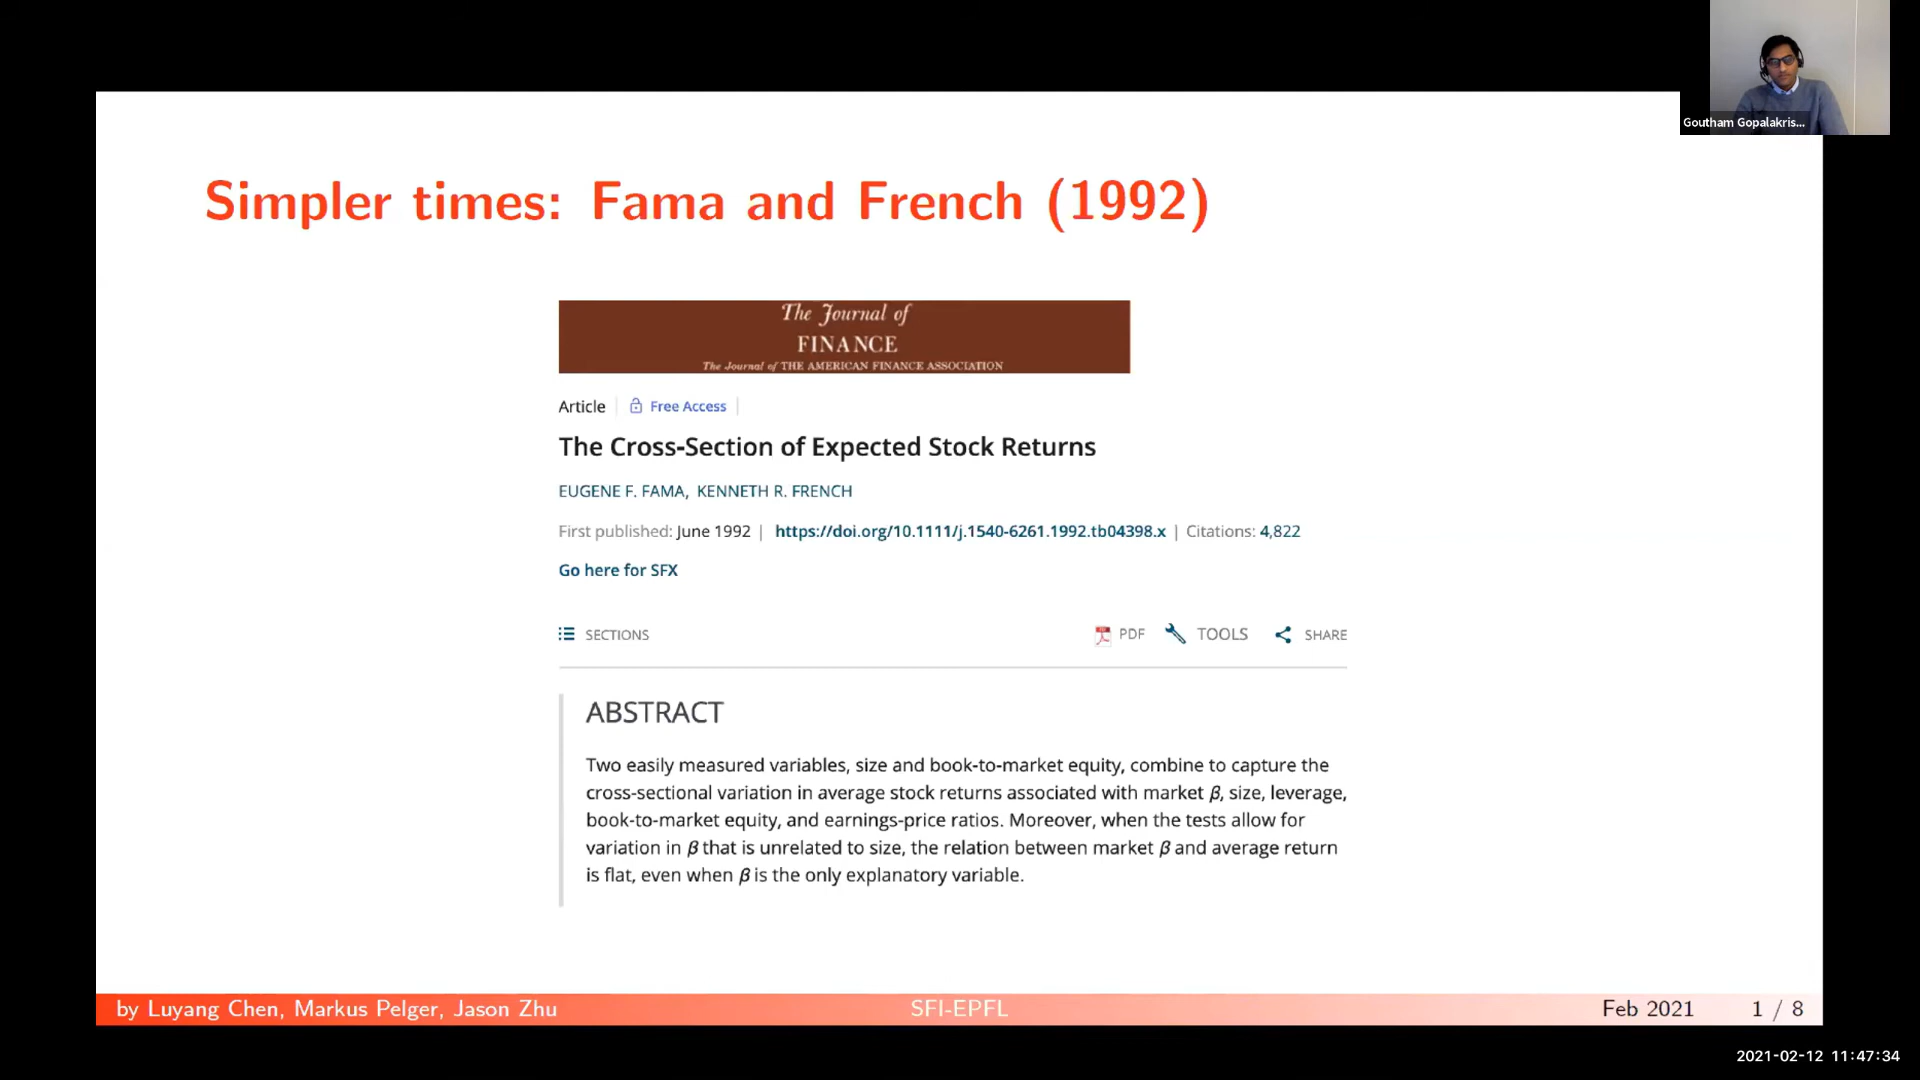 Goutham Gopalakris...
Simpler times: Fama and French (1992)
The Journal of
FINANCE
The Journal of THE AMERICAN FINANCE ASSOCIATION
Article | Free Access |
The Cross-Section of Expected Stock Returns
EUGENE F. FAMA, KENNETH R. FRENCH
First published: June 1992 | https://doi.org/10.1111/j.1540-6261.1992.tb04398.x | Citations: 4,822
Go here for SFX
SECTIONS PDF TOOLS SHARE
ABSTRACT
Two easily measured variables, size and book-to-market equity, combine to capture the
cross-sectional variation in average stock returns associated with market β, size, leverage,
book-to-market equity, and earnings-price ratios. Moreover, when the tests allow for
variation in β that is unrelated to size, the relation between market β and average return
is flat, even when β is the only explanatory variable.
by Luyang Chen, Markus Pelger, Jason Zhu SFI-EPFL Feb 2021 1 / 8
2021-02-12 11:47:34